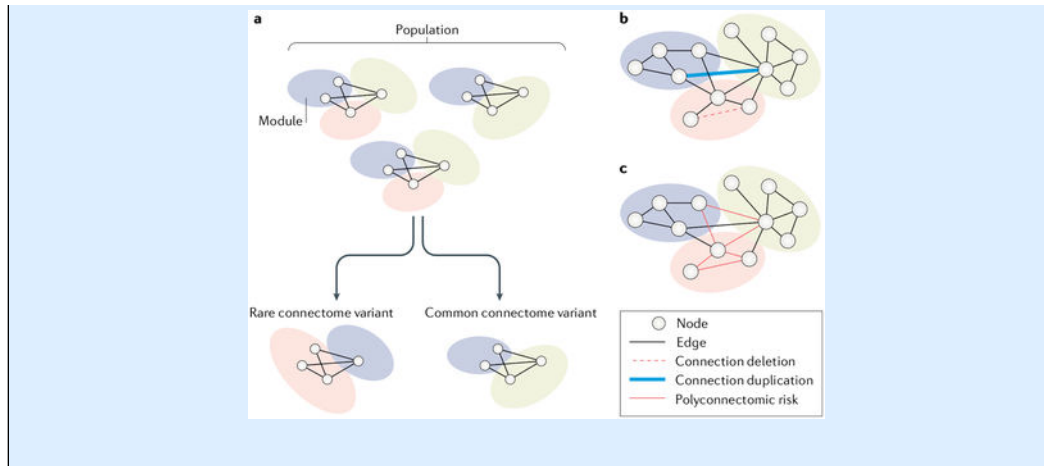 a
Population
Module
Rare connectome variant
Common connectome variant
b
c
Node
Edge
Connection deletion
Connection duplication
Polyconnectomic risk